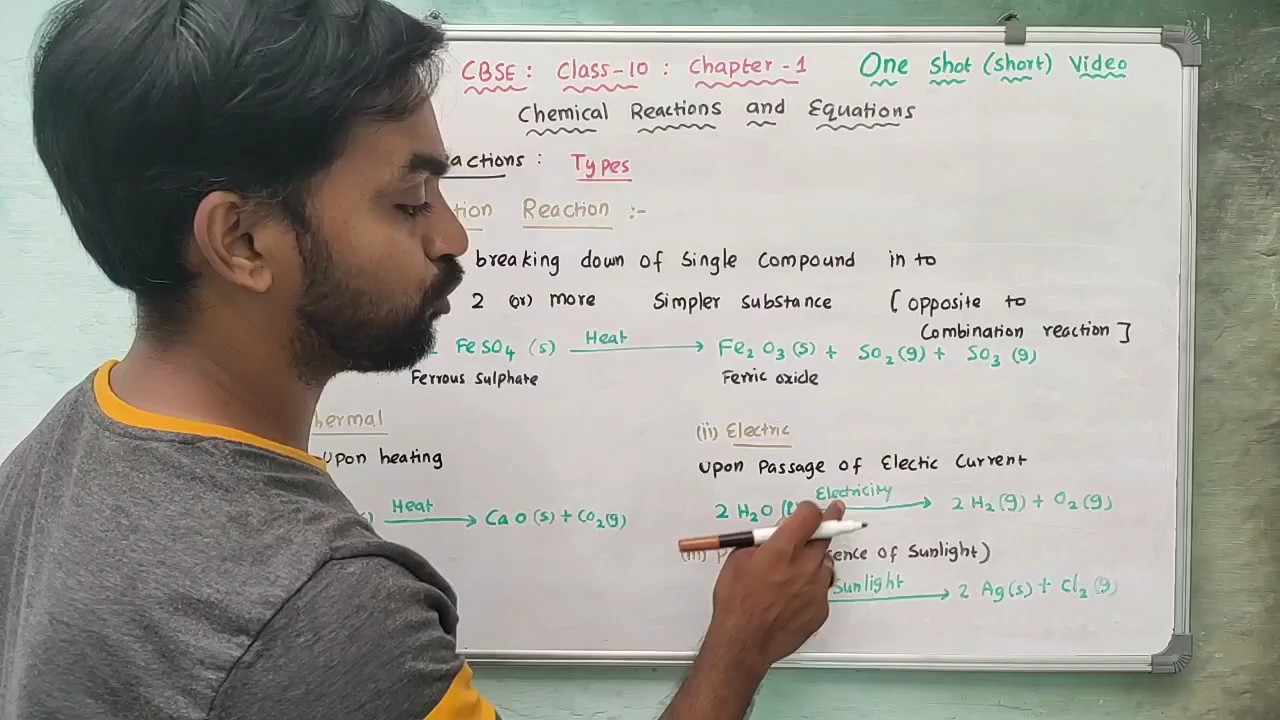 CBSE : Class-10 : Chapter-1 One Shot (short) Video
Chemical Reactions and Equations
actions : Types
tion Reaction :-
breaking down of Single Compound in to
2 (or) more Simpler substance [opposite to
Combination reaction]
FeSO₄ (s) Heat → Fe₂O₃(s) + SO₂(g) + SO₃(g)
Ferrous sulphate Ferric oxide
hermal
Upon heating
Heat → CaO(s) + CO₂(g)
(ii) Electric
Upon Passage of Electic Current
2 H₂O (l) Electricity → 2 H₂(g) + O₂(g)
(iii) P ence of Sunlight)
Sunlight → 2 Ag(s) + Cl₂(g)